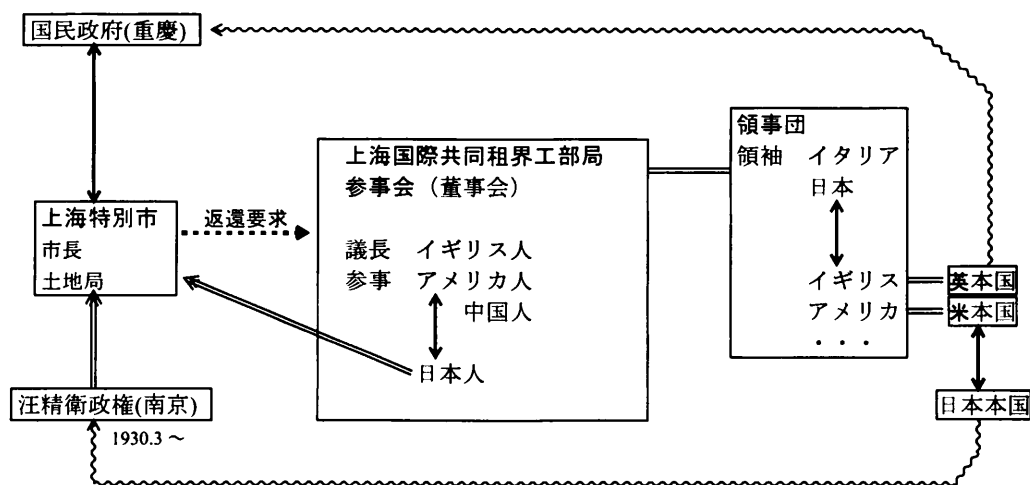 国民政府(重慶)
上海特別市
市長
土地局
返還要求
汪精衛政権(南京)
1930.3 ~
上海国際共同租界工部局
参事会（董事会）
議長 イギリス人
参事 アメリカ人
中国人
日本人
領事団
領袖 イタリア
日本
イギリス
アメリカ
・・・
英本国
米本国
日本本国